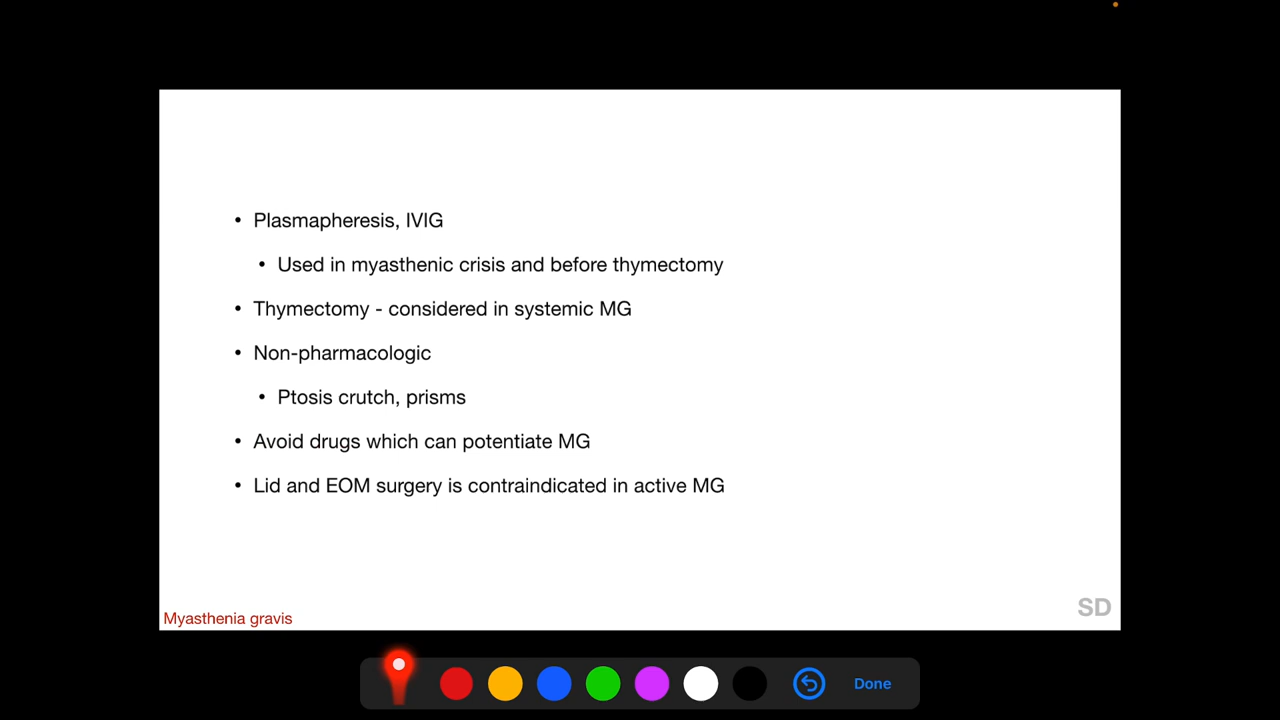 • Plasmapheresis, IVIG
• Used in myasthenic crisis and before thymectomy
• Thymectomy - considered in systemic MG
• Non-pharmacologic
• Ptosis crutch, prisms
• Avoid drugs which can potentiate MG
• Lid and EOM surgery is contraindicated in active MG
SD
Myasthenia gravis
Done